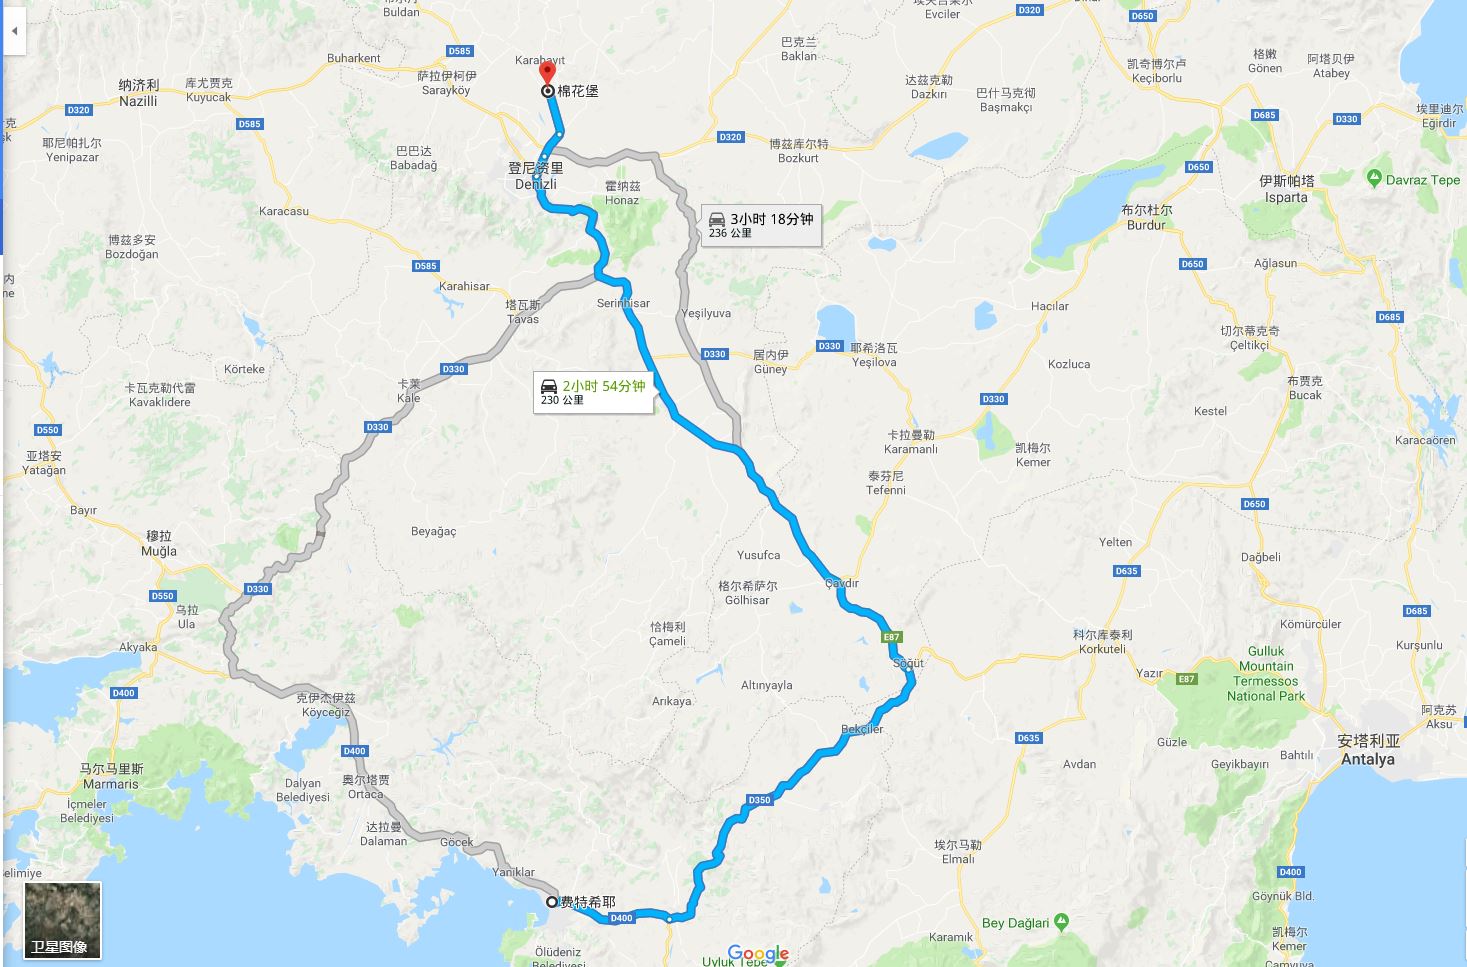 Buldan
Evciler
D320
D650
D585
Karahayıt
巴克兰
Baklan
格嫩
Gönen
阿塔贝伊
Atabey
Buharkent
萨拉伊柯伊
Sarayköy
凯奇博尔卢
Keçiborlu
纳济利
Nazilli
库尤贾克
Kuyucak
棉花堡
达兹克勒
Dazkırı
巴什马克彻
Başmakçı
D320
D585
埃里迪尔
Eğirdir
D685
D330
耶尼帕扎尔
Yenipazar
巴巴达
Babadağ
D320
博兹库尔特
Bozkurt
登尼资里
Denizli
D650
伊斯帕塔
Isparta
Davraz Tepe
霍纳兹
Honaz
Karacasu
3小时 18分钟
236 公里
布尔杜尔
Burdur
博兹多安
Bozdoğan
D585
D650
Ağlasun
Karahisar
塔瓦斯
Tavas
Serinhisar
Yeşilyuva
Hacılar
D685
切尔蒂克奇
Çeltikçi
D330
居内伊
Güney
D330
耶希洛瓦
Yeşilova
Kozluca
Körteke
D330
卡瓦克勒代雷
Kavaklıdere
卡莱
Kale
2小时 54分钟
230 公里
布贾克
Bucak
D330
D330
Kestel
D550
卡拉曼勒
Karamanlı
凯梅尔
Kemer
Karacaören
亚塔安
Yatağan
泰芬尼
Tefenni
Bayır
D650
Beyağaç
穆拉
Muğla
Yelten
Yusufca
Dağbeli
D635
Çavdır
格尔希萨尔
Gölhisar
D330
D550
乌拉
Ula
D685
恰梅利
Çameli
E87
科尔库泰利
Korkuteli
Kömürcüler
Akyaka
Söğüt
Kurşunlu
Gulluk
Mountain
Termessos
National Park
Yazır
E87
D400
Altınyayla
克伊杰伊兹
Köyceğiz
Arıkaya
阿克苏
Aksu
Bekçiler
D635
Güzle
安塔利亚
Antalya
D400
Bahtılı
Geyikbayırı
Avdan
马尔马里斯
Marmaris
Dalyan
Belediyesi
奥尔塔贾
Ortaca
İçmeler
Belediyesi
D350
达拉曼
Dalaman
Göcek
埃尔马勒
Elmalı
Yanıklar
D400
费特希耶
Göynük Bld.
D400
Bey Dağlari
卫星图像
Karamık
凯梅尔
Kemer
Ölüdeniz
Belediyesi
Google
Uyluk Tepe